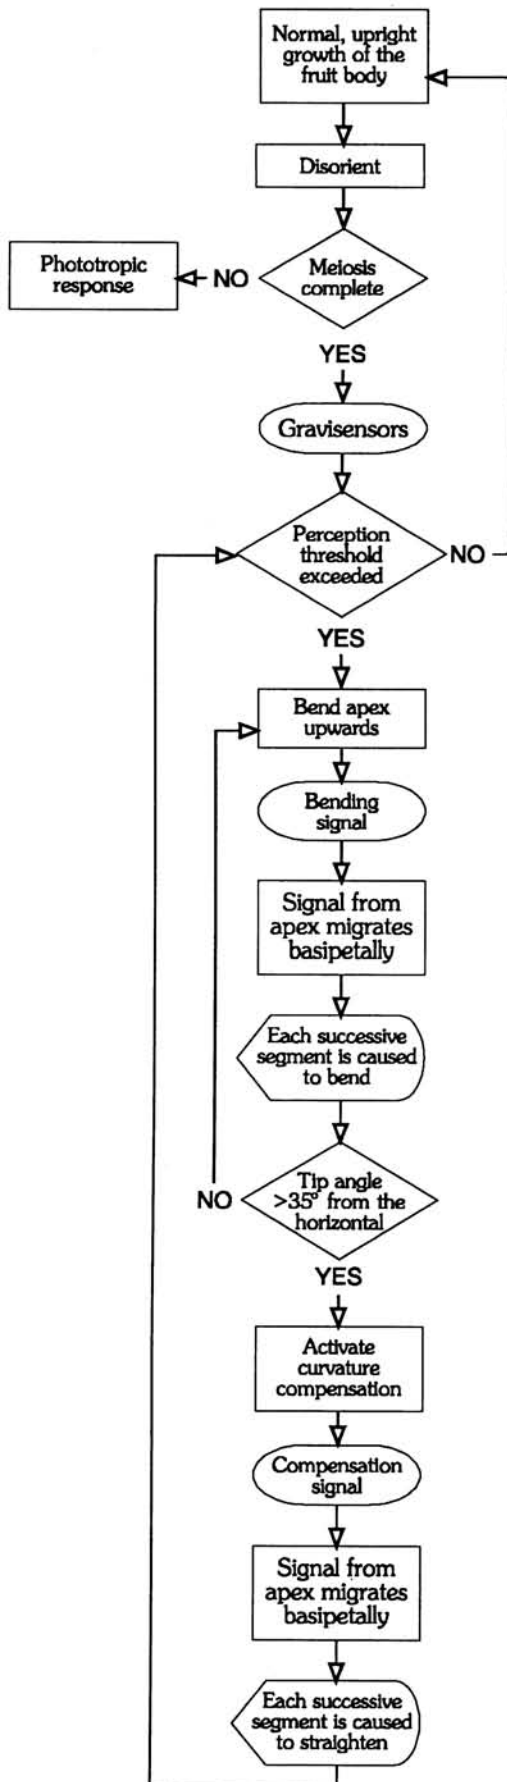 Normal, upright
growth of the
fruit body
Disorient
Meiosis
complete
NO
Phototropic
response
YES
Gravisensors
Perception
threshold
exceeded
NO
YES
Bend apex
upwards
Bending
signal
Signal from
apex migrates
basipetally
Each successive
segment is caused
to bend
Tip angle
>35° from the
horizontal
NO
YES
Activate
curvature
compensation
Compensation
signal
Signal from
apex migrates
basipetally
Each successive
segment is caused
to straighten